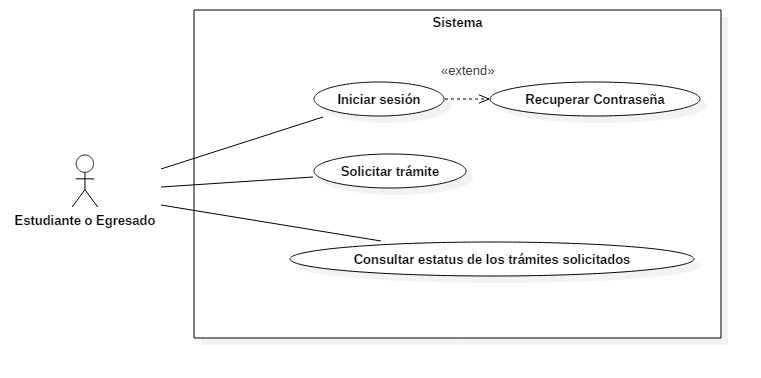 Sistema
«extend»
Iniciar sesión
Recuperar Contraseña
Solicitar trámite
Estudiante o Egresado
Consultar estatus de los trámites solicitados